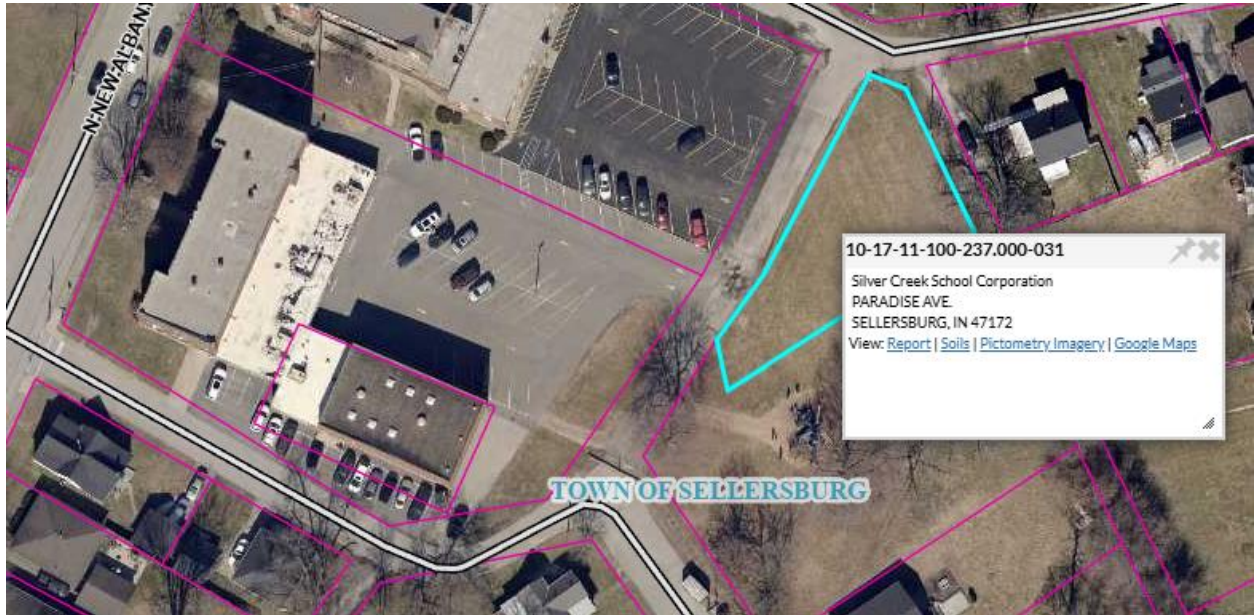 N NEW ALBANY
10-17-11-100-237.000-031
Silver Creek School Corporation
PARADISE AVE.
SELLERSBURG, IN 47172
View: Report | Soils | Pictometry Imagery | Google Maps
TOWN OF SELLERSBURG